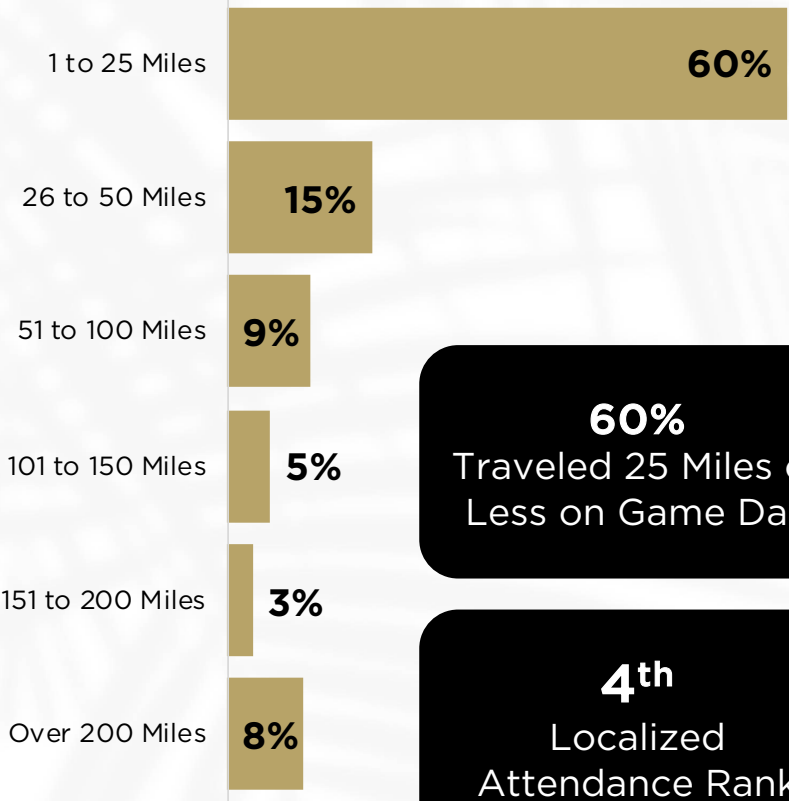 1 to 25 Miles 60%
26 to 50 Miles 15%
51 to 100 Miles 9%
101 to 150 Miles 5%
151 to 200 Miles 3%
Over 200 Miles 8%
60%
Traveled 25 Miles
Less on Game
4th
Localized
Attendance Rank